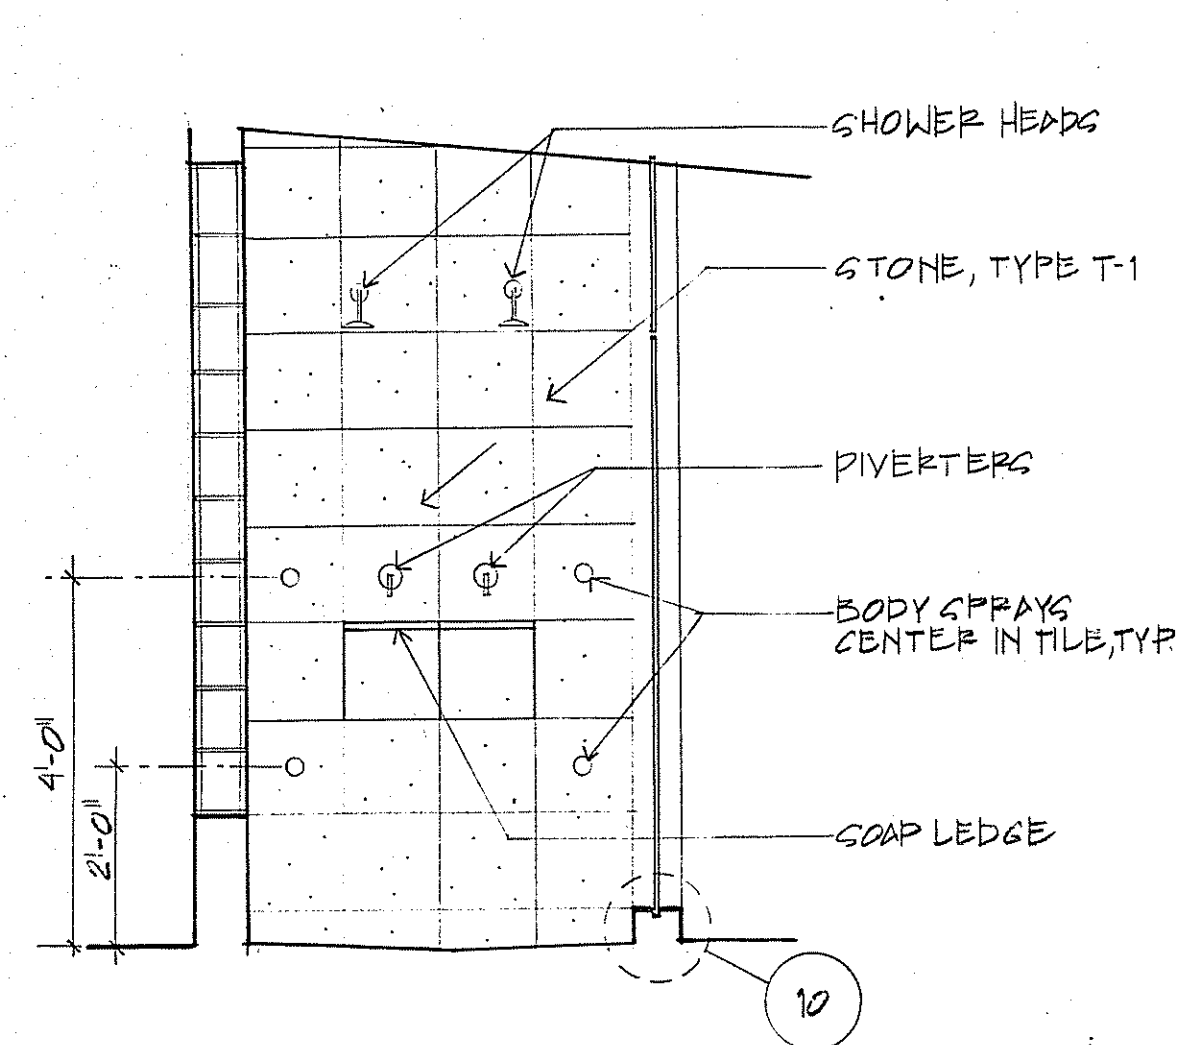 SHOWER HEADS
STONE, TYPE T-1
DIVERTERS
BODY SPRAYS
CENTER IN TILE, TYP
SOAP LEDGE
4'-0"
2'-0"
10